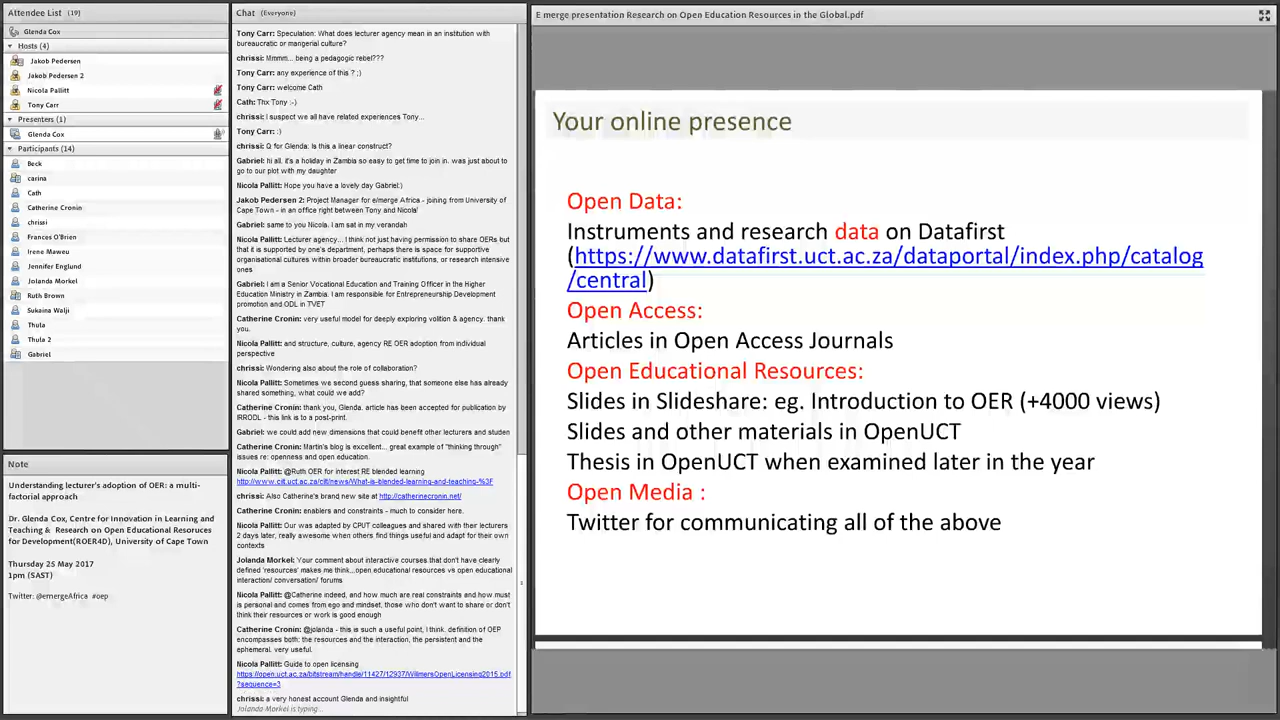 Attendee List (19)
Glenda Cox
Hosts (4)
Jakob Pedersen
Jakob Pedersen 2
Nicola Pallitt
Tony Carr
Presenters (1)
Glenda Cox
Participants (14)
Beck
carina
Cath
Catherine Cronin
chrissi
Frances O'Brien
Irene Maweu
Jennifer Englund
Jolanda Morkel
Ruth Brown
Sukaina Walji
Thula
Thula 2
Gabriel
Note
Understanding lecturer's adoption of OER: a multi-
factorial approach
Dr. Glenda Cox, Centre for Innovation in Learning and
Teaching & Research on Open Educational Resoruces
for Development(ROER4D), University of Cape Town
Thursday 25 May 2017
1pm (SAST)
Twitter: @emergeAfrica #oep
Chat (Everyone)
Tony Carr: Speculation: What does lecturer agency mean in an institution with
bureaucratic or mangerial culture?
chrissi: Mmmm... being a pedagogic rebel???
Tony Carr: any experience of this ? ;)
Tony Carr: welcome Cath
Cath: Thx Tony :-)
chrissi: I suspect we all have related experiences Tony...
Tony Carr: :)
chrissi: Q for Glenda: Is this a linear construct?
Gabriel: hi all. it's a holiday in Zambia so easy to get time to join in. was just about to
go to our plot with my daughter
Nicola Pallitt: Hope you have a lovely day Gabriel:)
Jakob Pedersen 2: Project Manager for e/merge Africa - joining from University of
Cape Town - in an office right between Tony and Nicola!
Gabriel: same to you Nicola. I am sat in my verandah
Nicola Pallitt: Lecturer agency... I think not just having permission to share OERs but
that it is supported by one's department, perhaps there is space for supportive
organisational cultures within broader bureaucratic institutions, or research intensive
ones
Gabriel: I am a Senior Vocational Education and Training Officer in the Higher
Education Ministry in Zambia. I am responsible for Entrepreneurship Development
promotion and ODL in TVET
Catherine Cronin: very useful model for deeply exploring volition & agency. thank
you.
Nicola Pallitt: and structure, culture, agency RE OER adoption from individual
perspective
chrissi: Wondering also about the role of collaboration?
Nicola Pallitt: Sometimes we second guess sharing, that someone else has already
shared something, what could we add?
Catherine Cronin: thank you, Glenda. article has been accepted for publication by
IRRODL - this link is to a post-print.
Gabriel: we could add new dimensions that could benefit other lecturers and studen
Catherine Cronin: Martin's blog is excellent... great example of "thinking through"
issues re: openness and open education.
Nicola Pallitt: @Ruth OER for interest RE blended learning
http://www.cilt.uct.ac.za/cilt/news/What-is-blended-learning-and-teaching-%3F
chrissi: Also Catherine's brand new site at http://catherinecronin.net/
Catherine Cronin: enablers and constraints - much to consider here.
Nicola Pallitt: Our was adapted by CPUT colleagues and shared with their lecturers
2 days later, really awesome when others find things useful and adapt for their own
contexts
Jolanda Morkel: Your comment about interactive courses that don't have clearly
defined 'resources' makes me think...open educational resources vs open educational
interaction/ conversation/ forums
Nicola Pallitt: @Catherine indeed, and how much are real constraints and how must
is personal and comes from ego and mindset, those who don't want to share or don't
think their resources or work is good enough
Catherine Cronin: @jolanda - this is such a useful point, I think. definition of OEP
encompasses both: the resources and the interaction, the persistent and the
ephemeral. very useful.
Nicola Pallitt: Guide to open licensing
https://open.uct.ac.za/bitstream/handle/11427/12937/WillmersOpenLicensing2015.pdf
?sequence=3
chrissi: a very honest account Glenda and insightful
Jolanda Morkel is typing...
E merge presentation Research on Open Education Resources in the Global.pdf
Your online presence
Open Data:
Instruments and research data on Datafirst
(https://www.datafirst.uct.ac.za/dataportal/index.php/catalog
/central)
Open Access:
Articles in Open Access Journals
Open Educational Resources:
Slides in Slideshare: eg. Introduction to OER (+4000 views)
Slides and other materials in OpenUCT
Thesis in OpenUCT when examined later in the year
Open Media :
Twitter for communicating all of the above